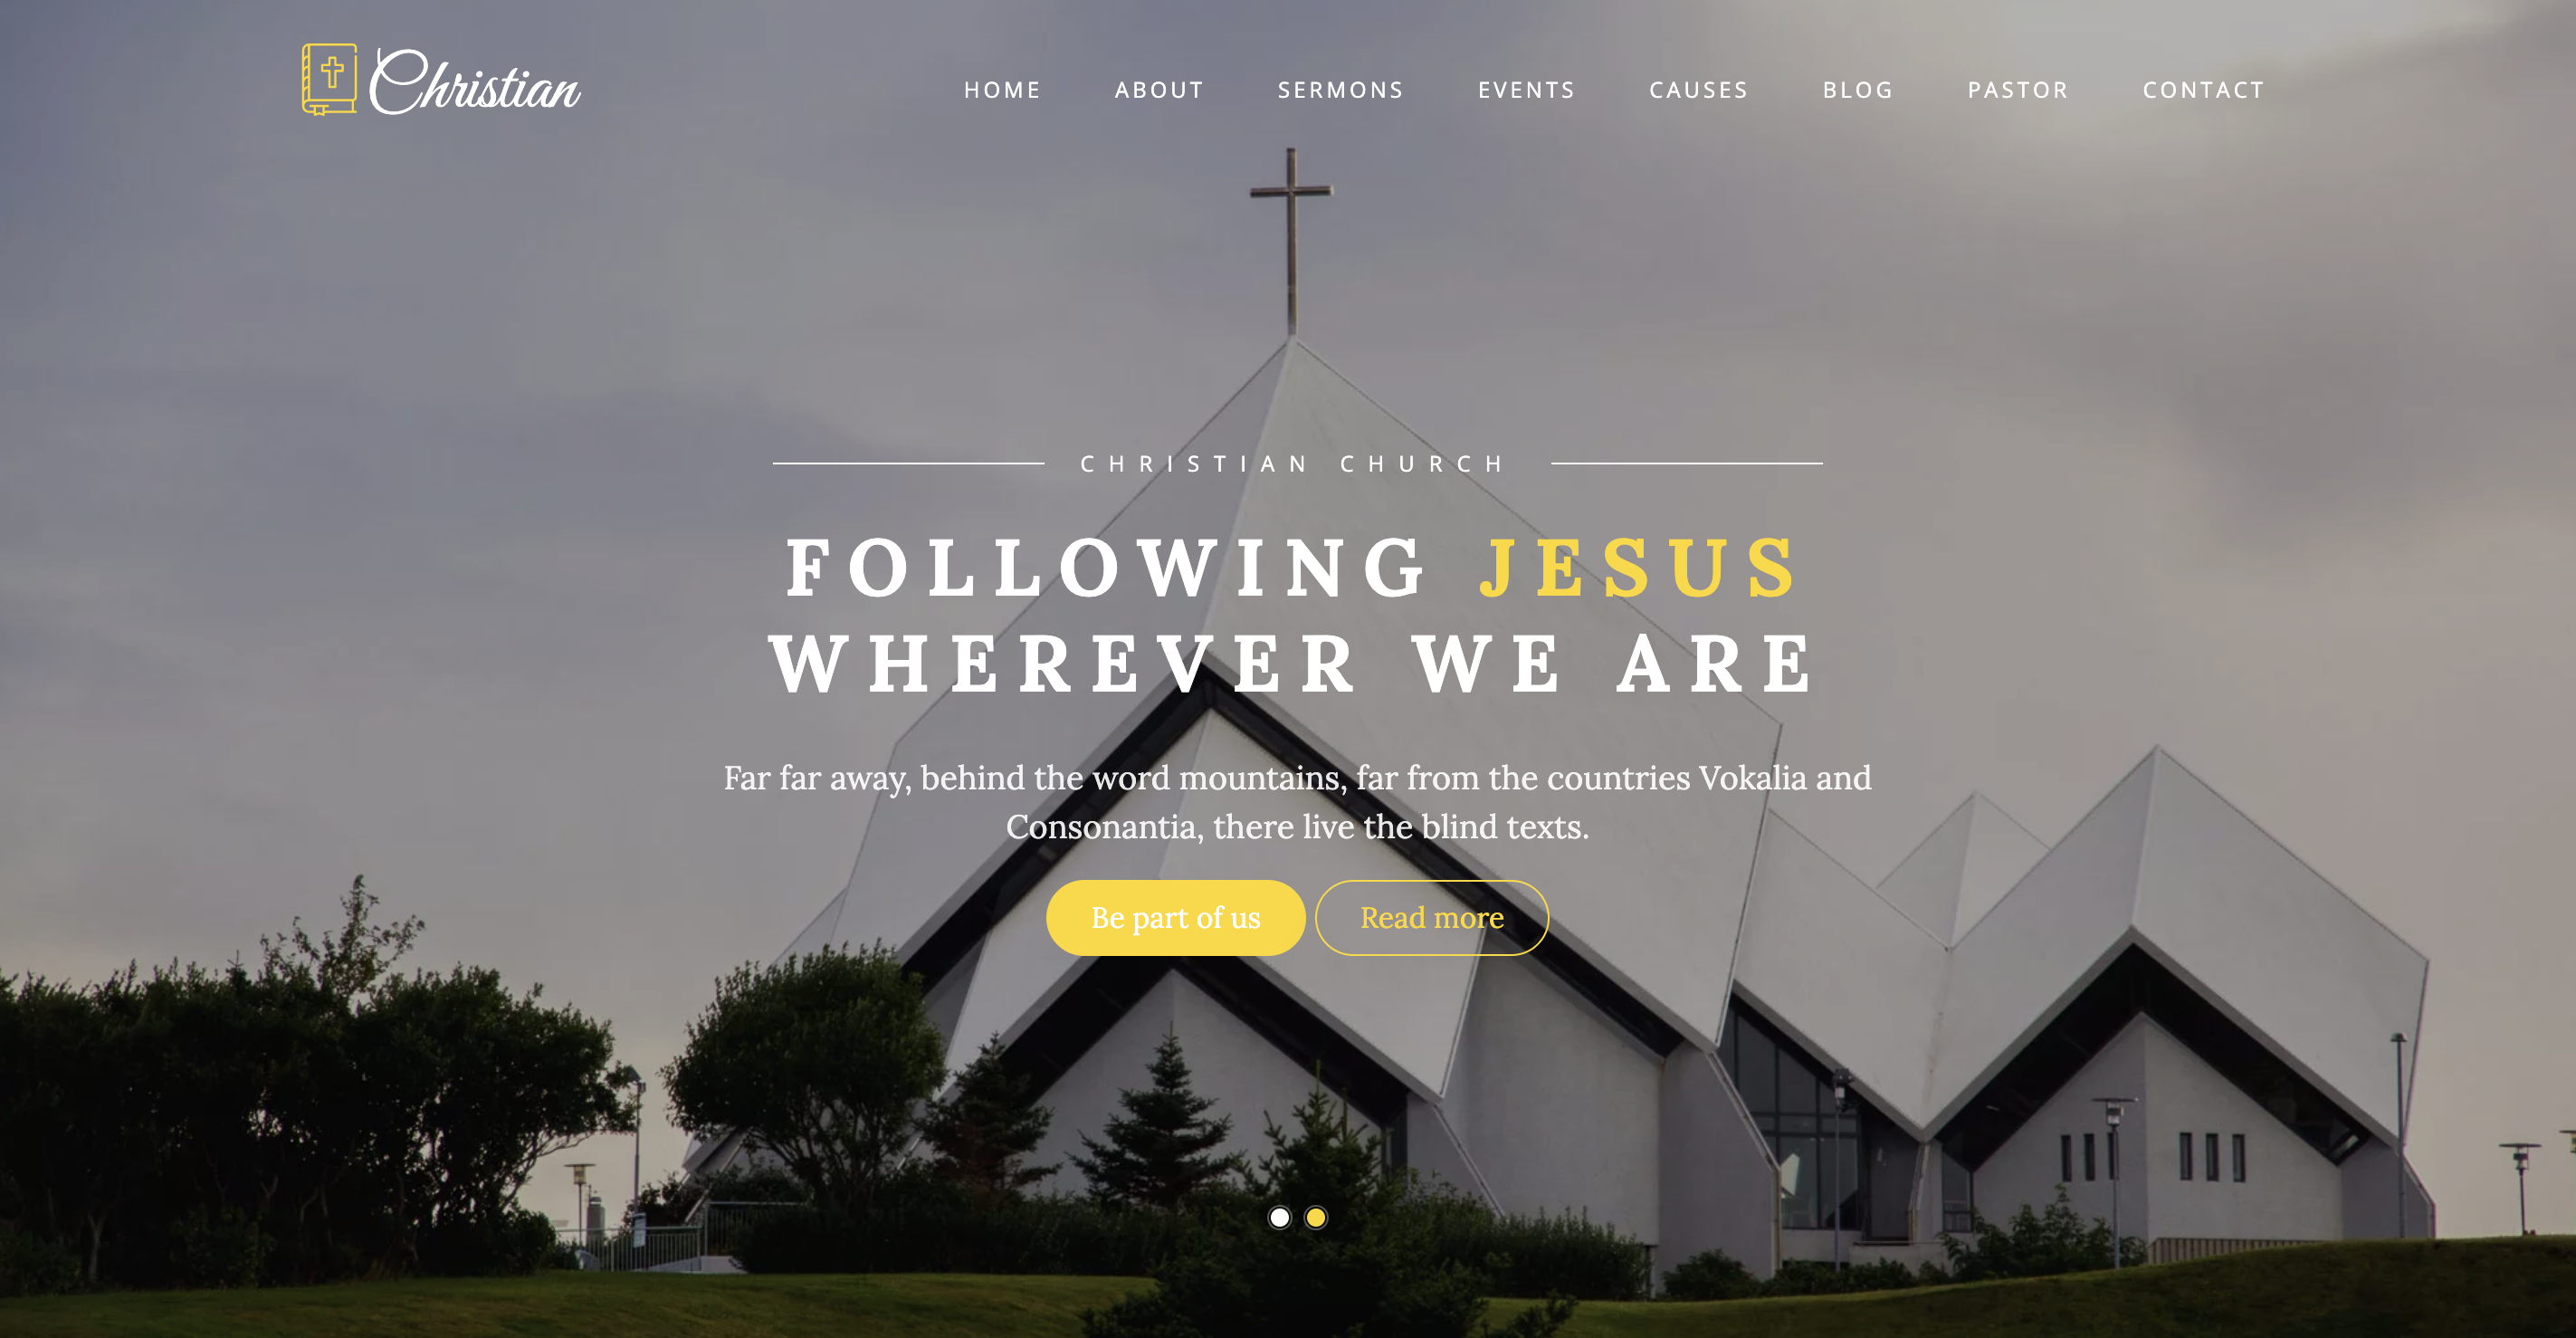 Christian
HOME ABOUT SERMONS EVENTS CAUSES BLOG PASTOR CONTACT
CHRISTIAN CHURCH
FOLLOWING JESUS
WHEREVER WE ARE
Far far away, behind the word mountains, far from the countries Vokalia and
Consonantia, there live the blind texts.
Be part of us Read more